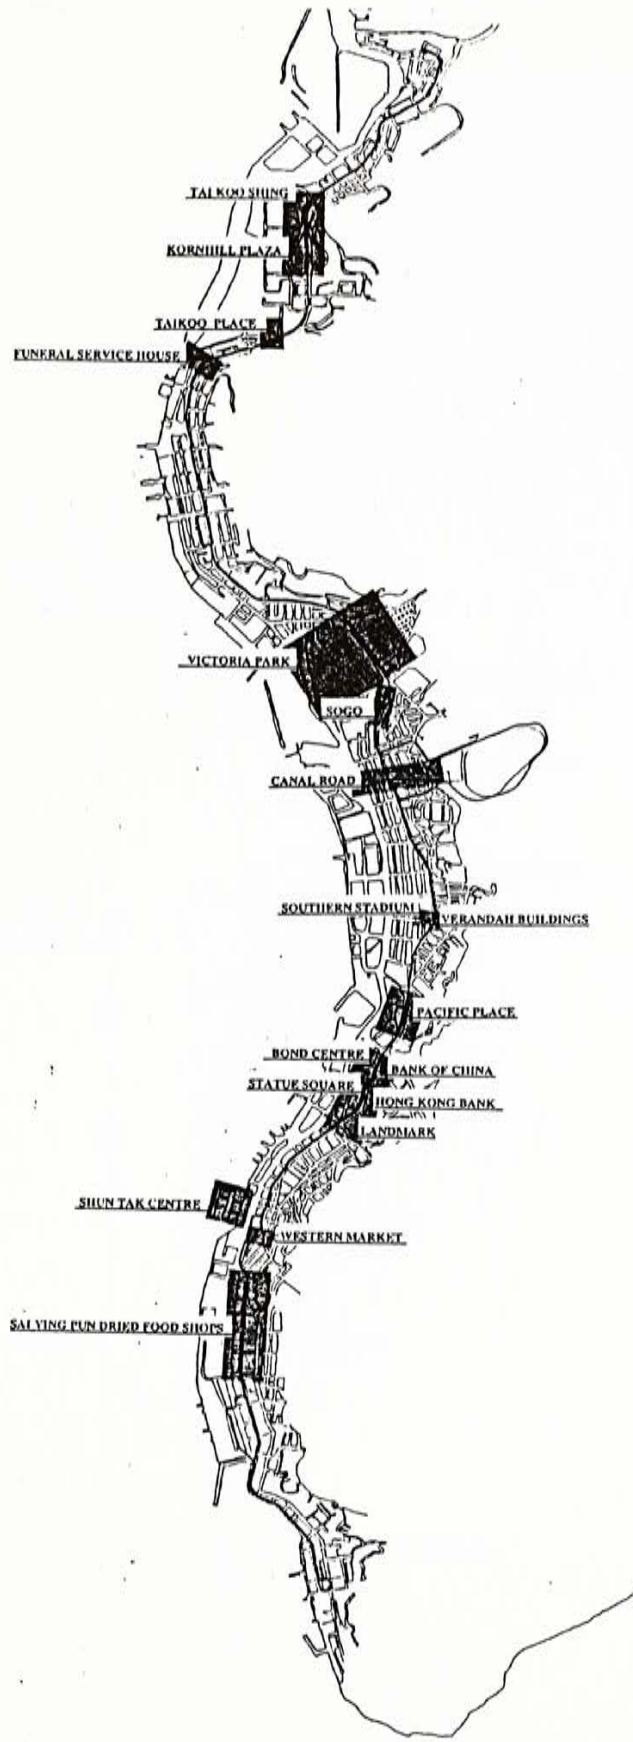 TAI KOO SHING
KORNHILL PLAZA
TAIKOO PLACE
FUNERAL SERVICE HOUSE
VICTORIA PARK
SOGO
CANAL ROAD
SOUTHERN STADIUM
VERANDAH BUILDINGS
PACIFIC PLACE
BOND CENTRE
BANK OF CHINA
STATUE SQUARE
HONG KONG BANK
LANDMARK
SHUN TAK CENTRE
WESTERN MARKET
SAI YING PUN DRIED FOOD SHOPS